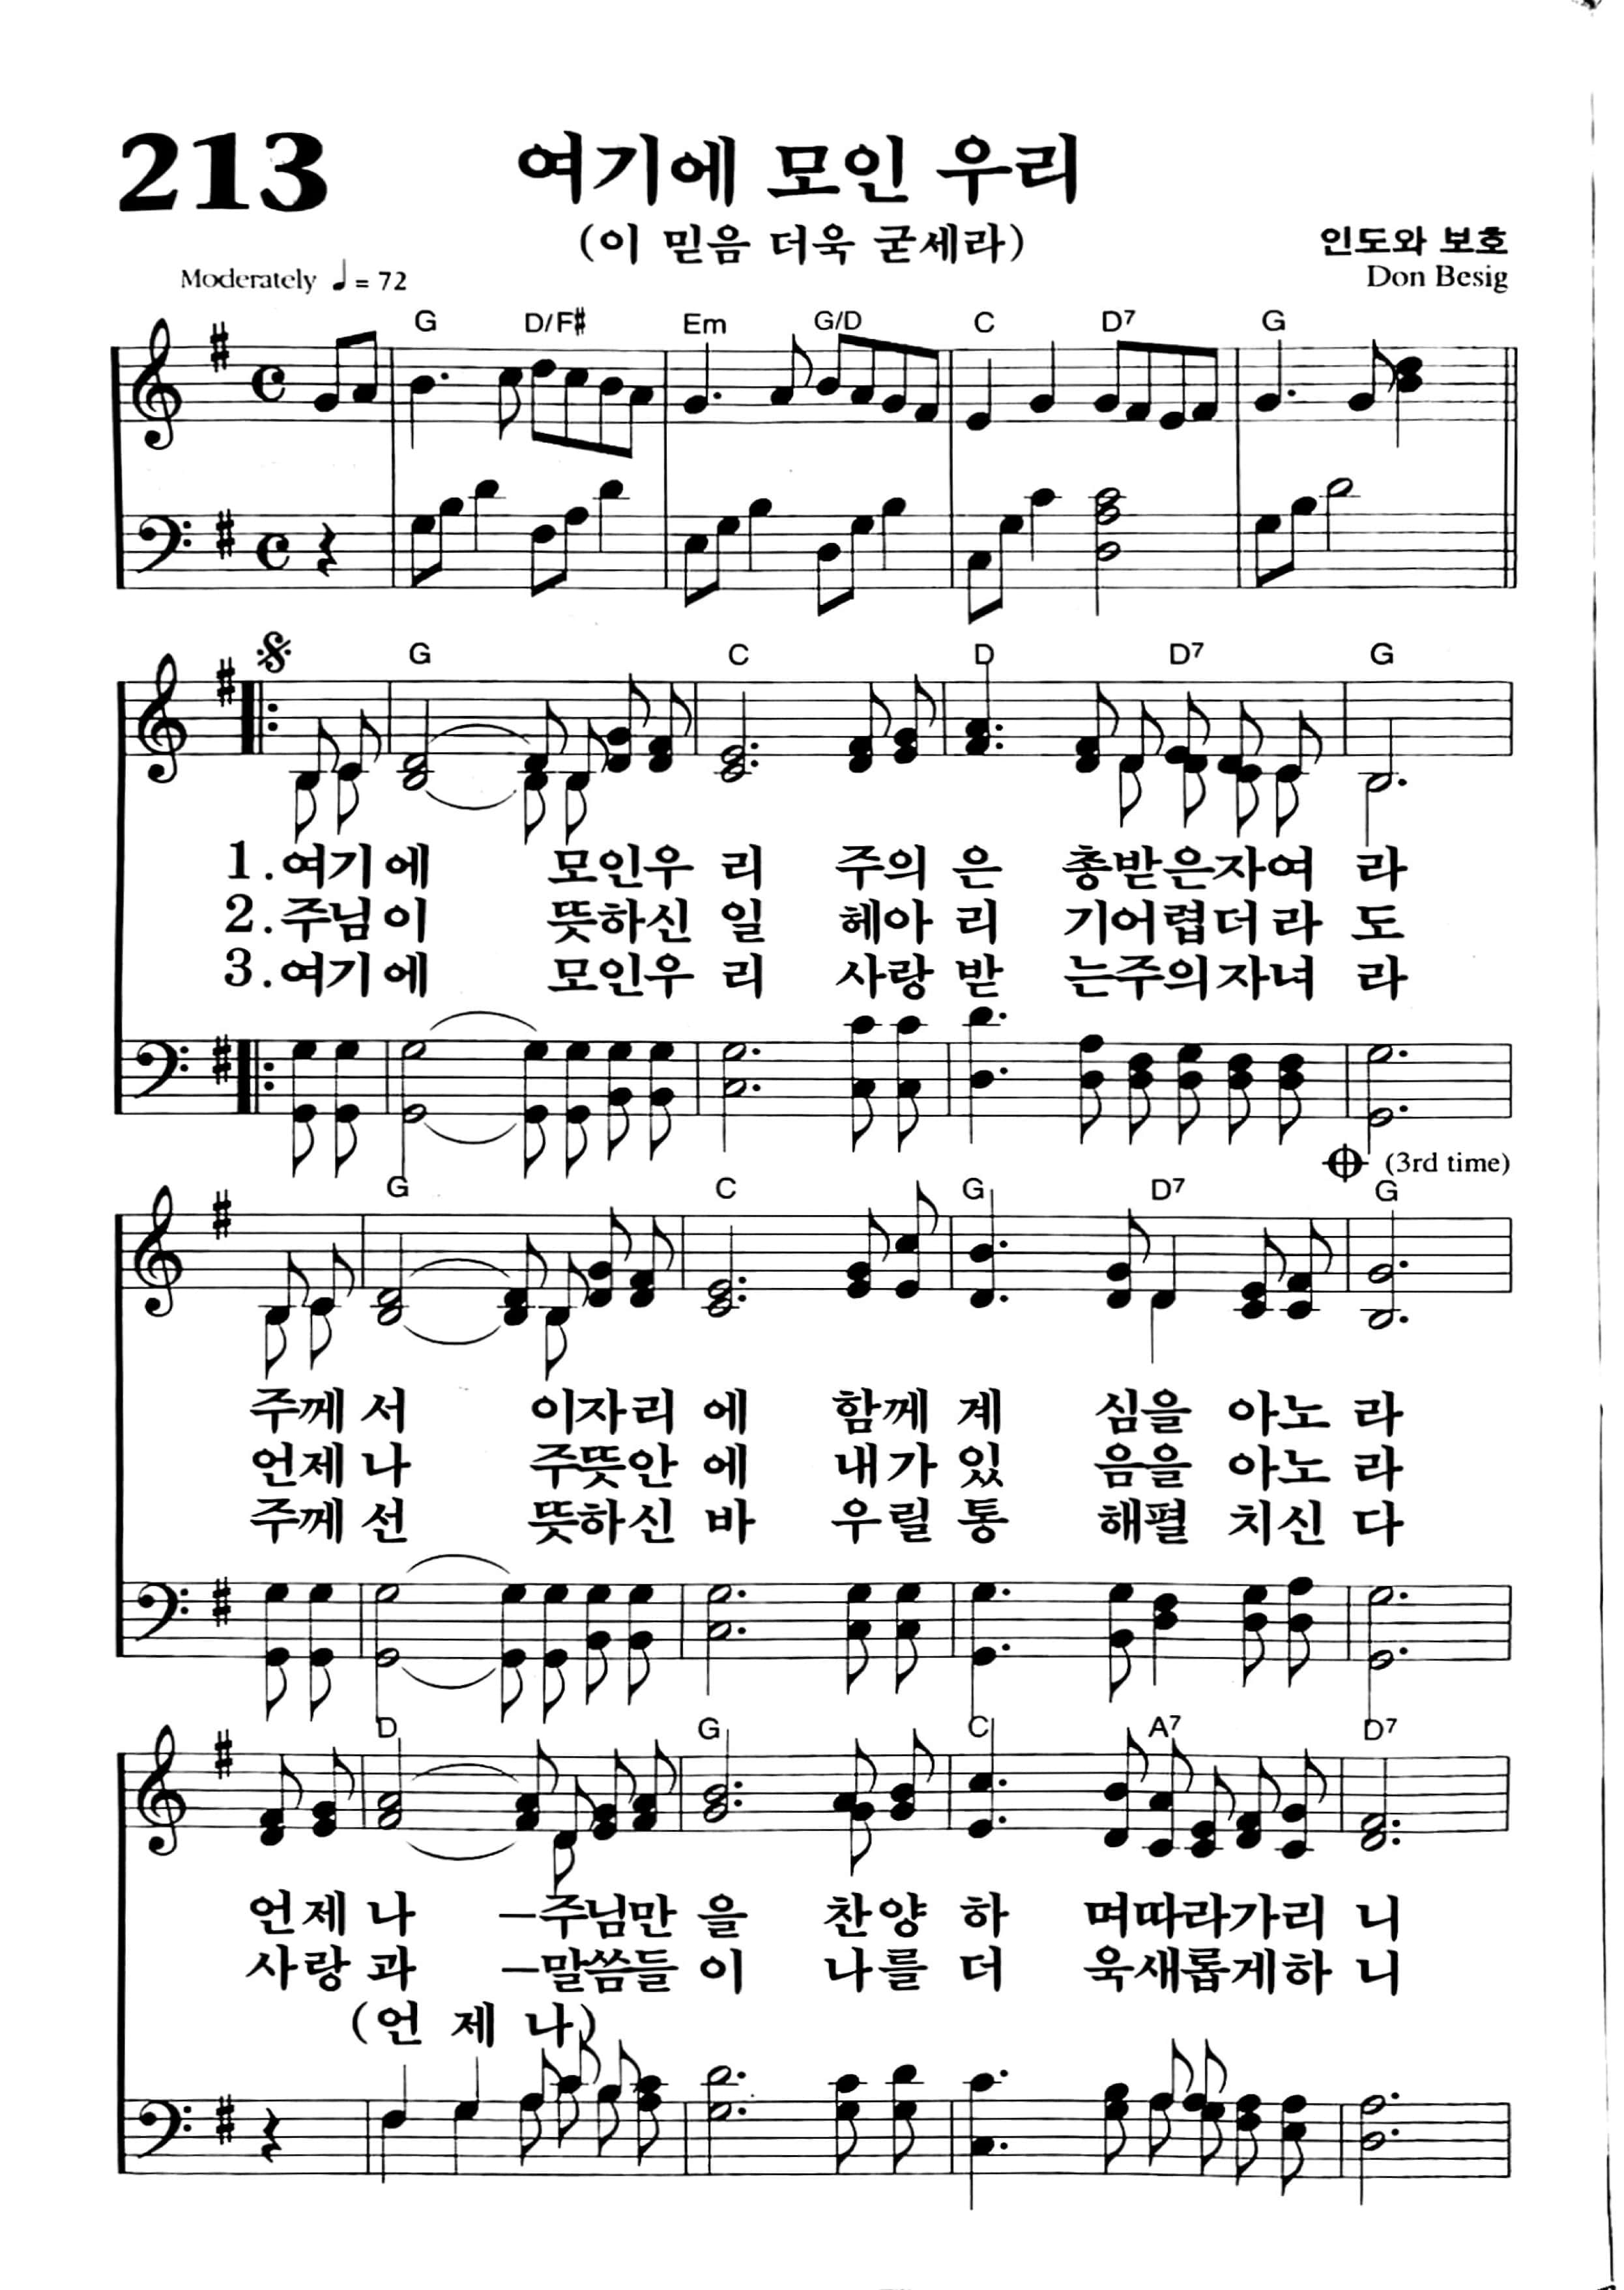 213
여기에 모인 우리
(이 믿음 더욱 굳세라)
인도와 보호
Moderately ♩= 72
Don Besig
G D/F# Em G/D C D7 G
G C D D7 G
1.여기에 모인우리 주의은총받은자여라
2.주님이 뜻하신일 헤아리기어렵더라도
3.여기에 모인우리 사랑받는주의자녀라
(3rd time)
G C G D7 G
주께서 이자리에 함께계심을 아노라
언제나 주뜻안에 내가있음을 아노라
주께선 뜻하신바 우릴통해펼치신다
D G C A7 D7
언제나 –주님만을 찬양하며따라가리니
사랑과 –말씀들이 나를더욱새롭게하니
(언 제 나)